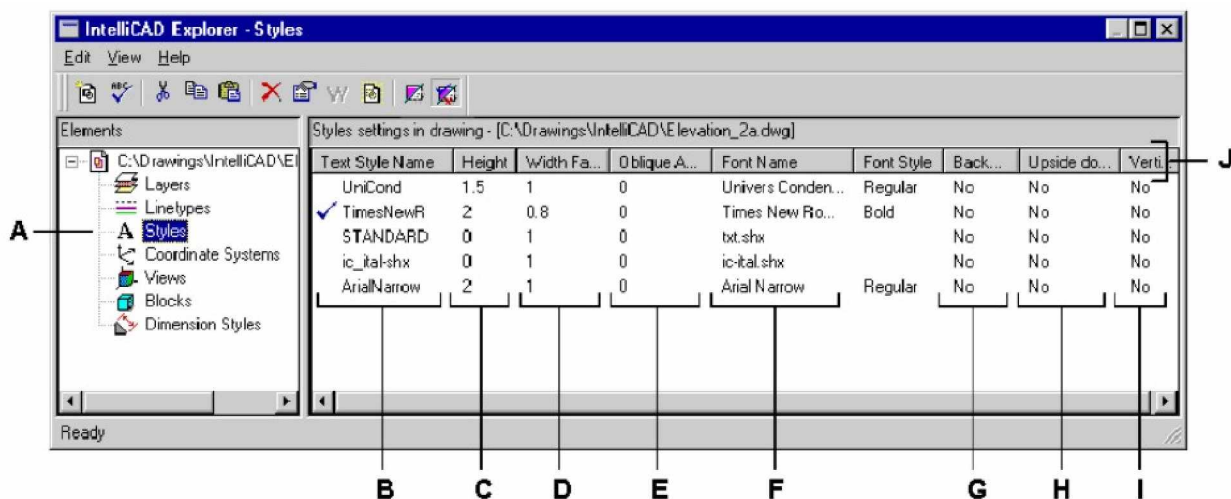 IntelliCAD Explorer - Styles
Edit View Help
ABC
Elements
Styles settings in drawing - [C:\Drawings\IntelliCAD\Elevation_2a.dwg]
C:\Drawings\IntelliCAD\El
Layers
Linetypes
Styles
Coordinate Systems
Views
Blocks
Dimension Styles
Text Style Name Height Width Fa... Oblique A... Font Name Font Style Back... Upside do... Verti...
UniCond 1.5 1 0 Univers Conden... Regular No No No
TimesNewR 2 0.8 0 Times New Ro... Bold No No No
STANDARD 0 1 0 txt.shx No No No
ic_ital-shx 0 1 0 ic-ital.shx No No No
ArialNarrow 2 1 0 Arial Narrow Regular No No No
Ready
A
J
B C D E F G H I